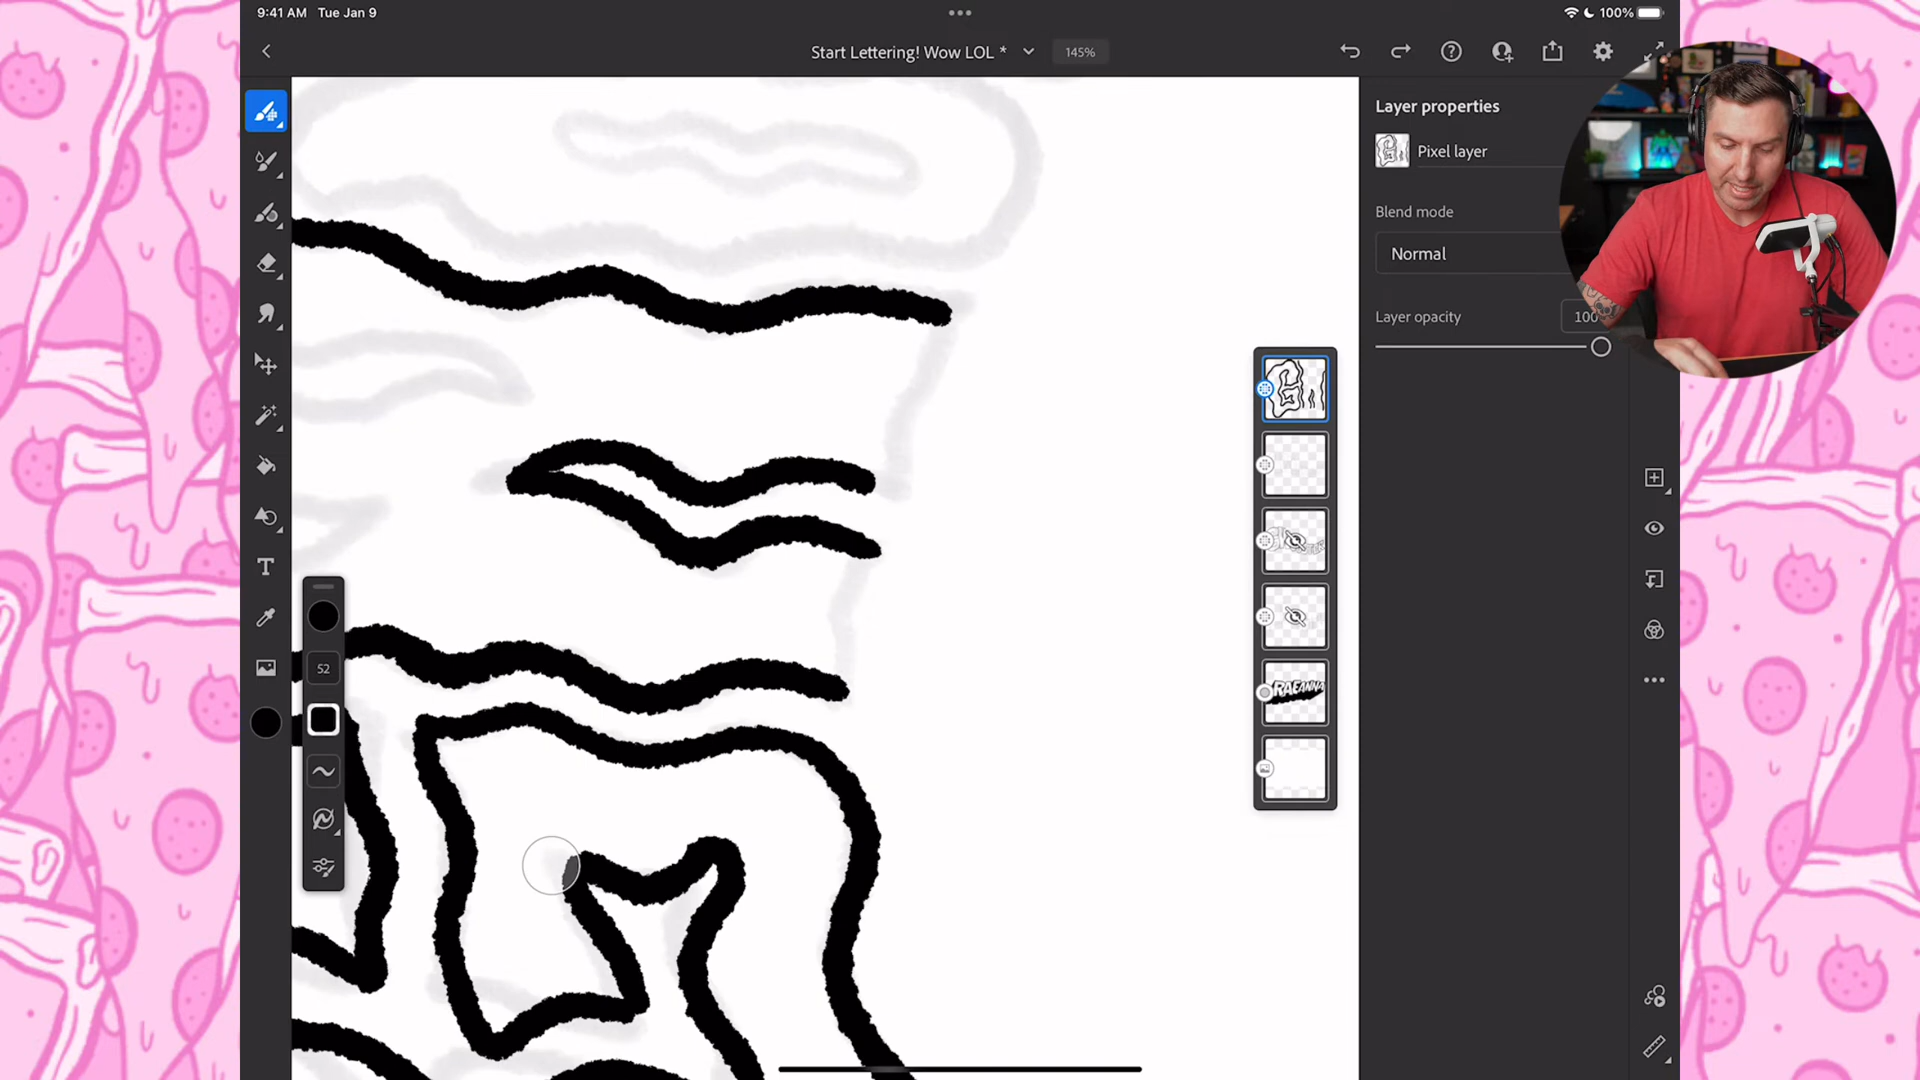 9:41 AM Tue Jan 9
100%
Start Lettering! Wow LOL *
145%
Layer properties
Pixel layer
Blend mode
Normal
Layer opacity
100
52
RAEANNA